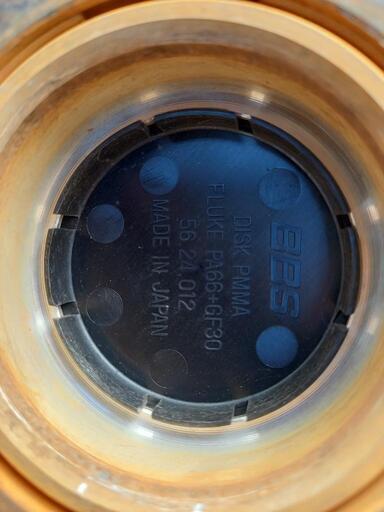 BBS
DISK PMMA
FLUKE PA66+GF30
56 24 012
MADE IN JAPAN